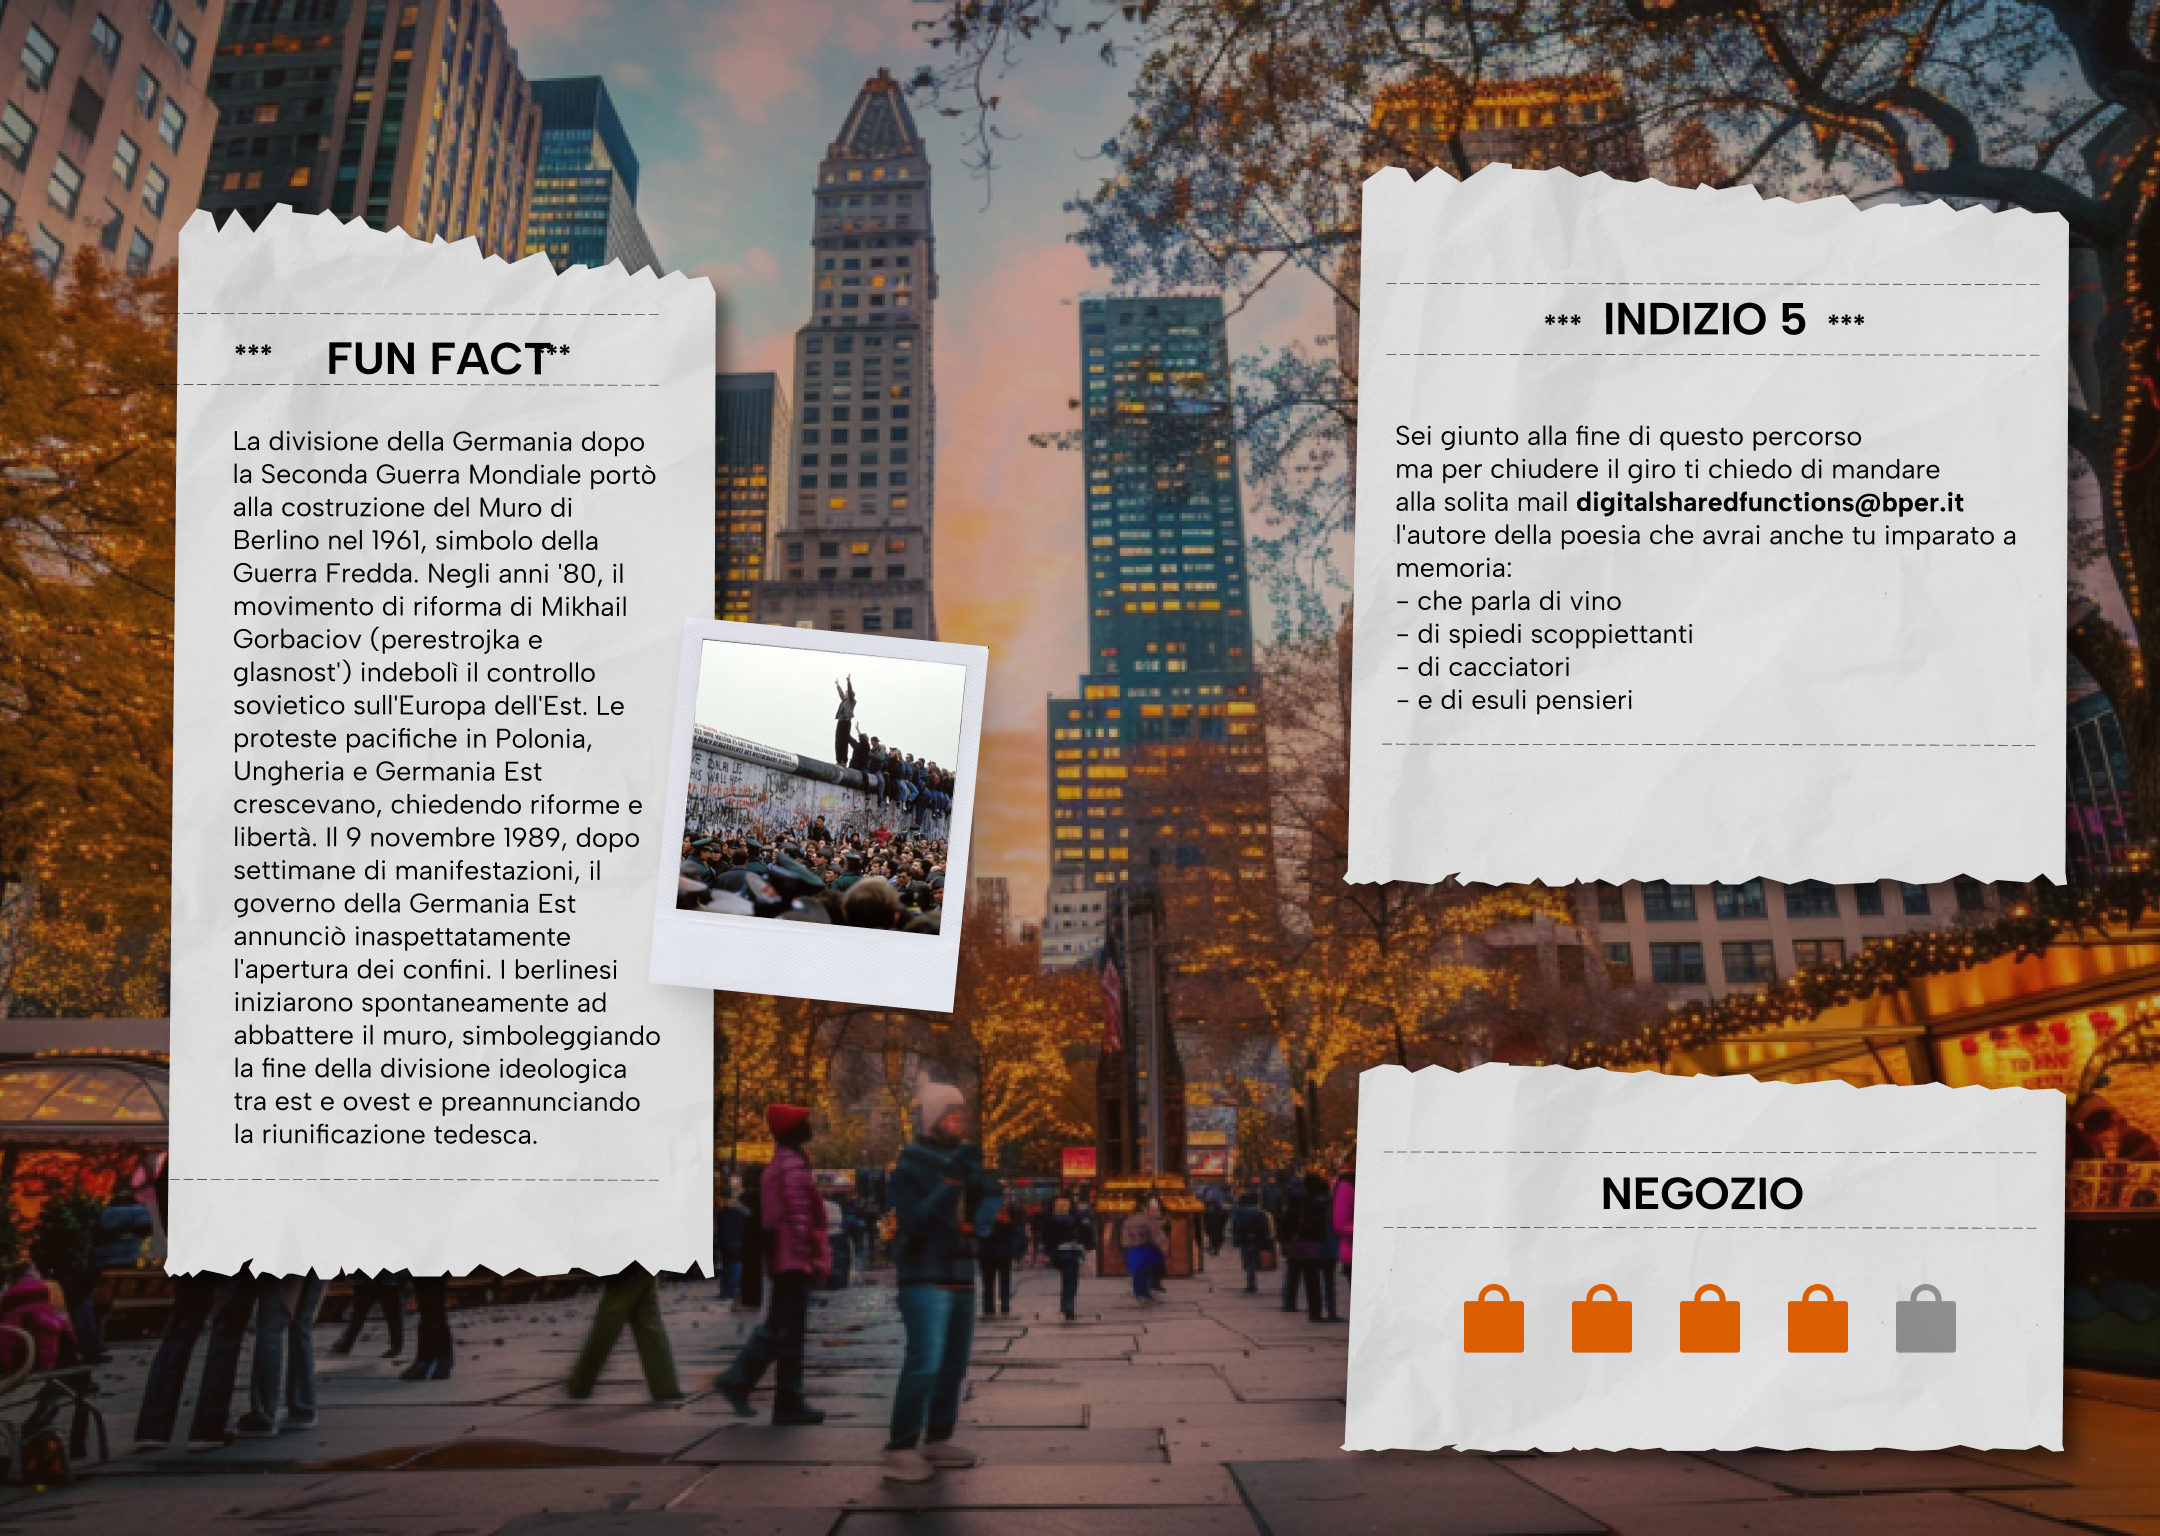 *** FUN FACT ***
La divisione della Germania dopo
la Seconda Guerra Mondiale portò
alla costruzione del Muro di
Berlino nel 1961, simbolo della
Guerra Fredda. Negli anni '80, il
movimento di riforma di Mikhail
Gorbaciov (perestrojka e
glasnost') indebolì il controllo
sovietico sull'Europa dell'Est. Le
proteste pacifiche in Polonia,
Ungheria e Germania Est
crescevano, chiedendo riforme e
libertà. Il 9 novembre 1989, dopo
settimane di manifestazioni, il
governo della Germania Est
annunciò inaspettatamente
l'apertura dei confini. I berlinesi
iniziarono spontaneamente ad
abbattere il muro, simboleggiando
la fine della divisione ideologica
tra est e ovest e preannunciando
la riunificazione tedesca.
*** INDIZIO 5 ***
Sei giunto alla fine di questo percorso
ma per chiudere il giro ti chiedo di mandare
alla solita mail digitalsharedfunctions@bper.it
l'autore della poesia che avrai anche tu imparato a
memoria:
- che parla di vino
- di spiedi scoppiettanti
- di cacciatori
- e di esuli pensieri
NEGOZIO